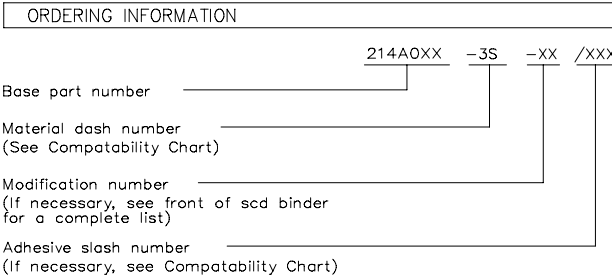 ORDERING INFORMATION
214A0XX -3S -XX /XXX
Base part number
Material dash number
(See Compatability Chart)
Modification number
(If necessary, see front of scd binder
for a complete list)
Adhesive slash number
(If necessary, see Compatability Chart)